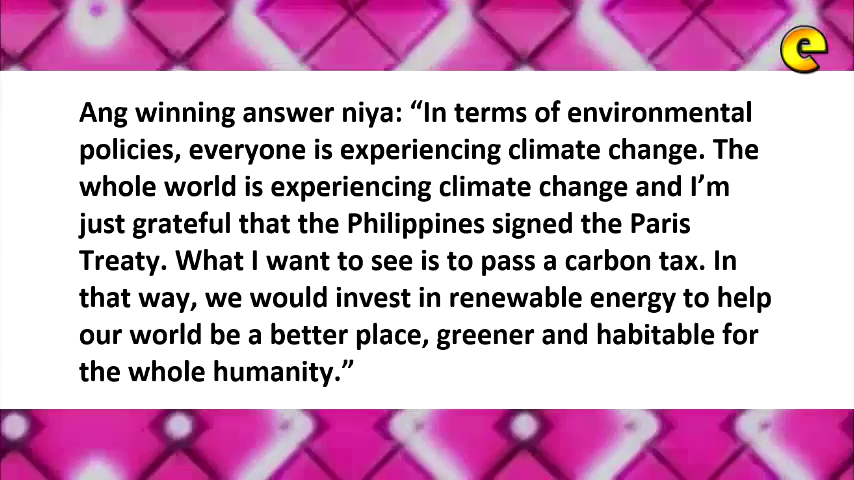 e
Ang winning answer niya: “In terms of environmental
policies, everyone is experiencing climate change. The
whole world is experiencing climate change and I’m
just grateful that the Philippines signed the Paris
Treaty. What I want to see is to pass a carbon tax. In
that way, we would invest in renewable energy to help
our world be a better place, greener and habitable for
the whole humanity.”